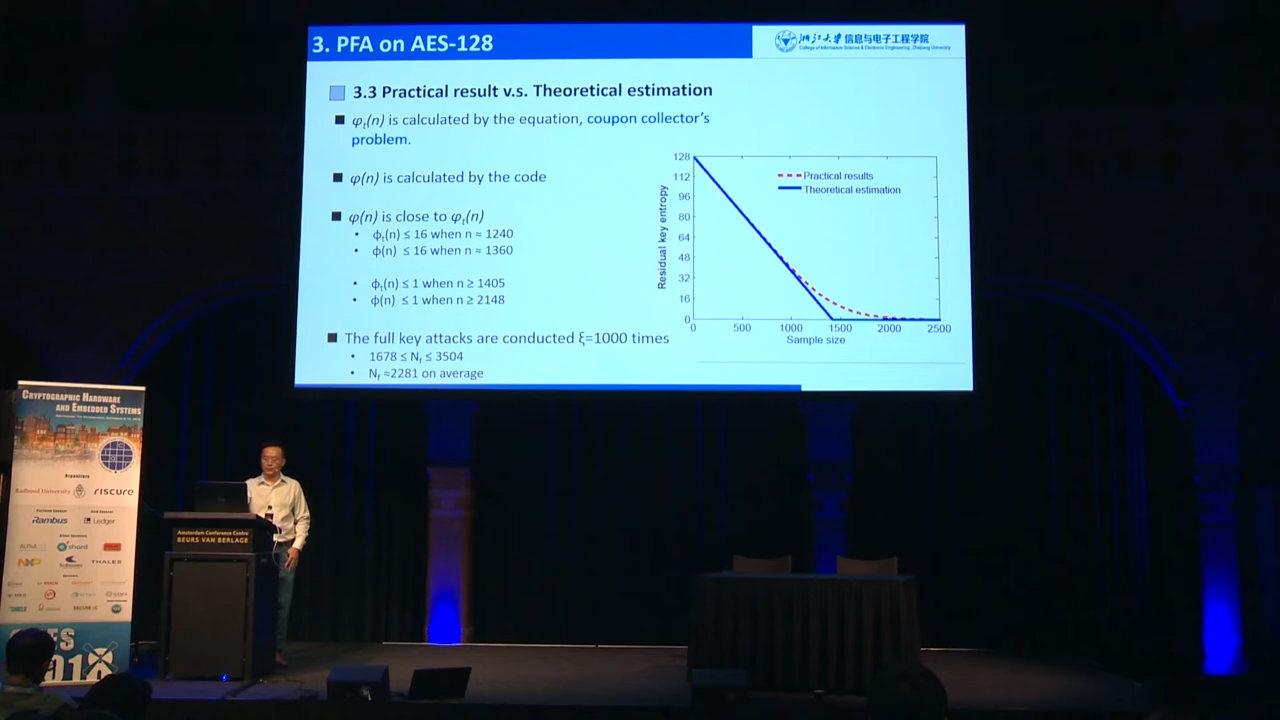 3. PFA on AES-128
浙江大学 信息与电子工程学院
College of Information Science & Electronic Engineering, Zhejiang University
3.3 Practical result v.s. Theoretical estimation
φt(n) is calculated by the equation, coupon collector's
problem.
φ(n) is calculated by the code
φ(n) is close to φt(n)
ϕt(n) ≤ 16 when n ≈ 1240
ϕ(n) ≤ 16 when n ≈ 1360
ϕt(n) ≤ 1 when n ≥ 1405
ϕ(n) ≤ 1 when n ≥ 2148
The full key attacks are conducted ξ=1000 times
1678 ≤ Nf ≤ 3504
Nf ≈2281 on average
Residual key entropy
128
112
96
80
64
48
32
16
0
Practical results
Theoretical estimation
0 500 1000 1500 2000 2500
Sample size
CRYPTOGRAPHIC HARDWARE
AND EMBEDDED SYSTEMS
Organizers
Radboud University
riscure
Rambus
Ledger
shard
NXP
THALES
Amsterdam Conference Centre
BEURS VAN BERLAGE